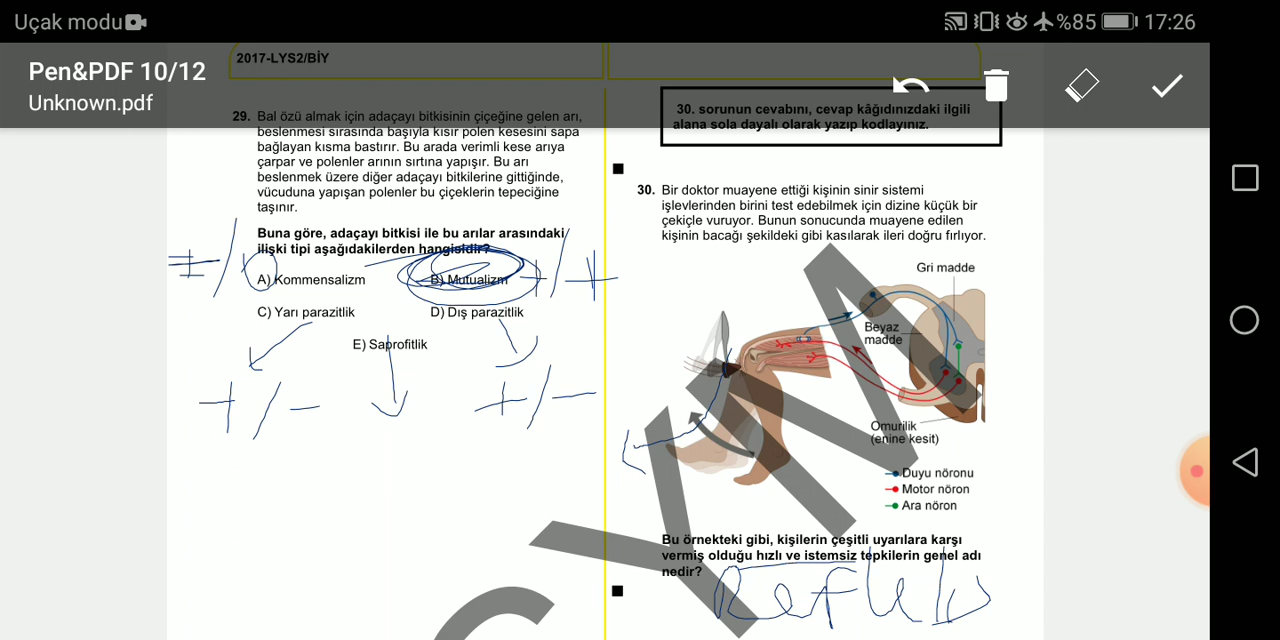 Uçak modu
%85 17:26
Pen&PDF 10/12
Unknown.pdf
2017-LYS2/BİY
29. Bal özü almak için adaçayı bitkisinin çiçeğine gelen arı,
beslenmesi sırasında başıyla kısır polen kesesini sapa
bağlayan kısma bastırır. Bu arada verimli kese arıya
çarpar ve polenler arının sırtına yapışır. Bu arı
beslenmek üzere diğer adaçayı bitkilerine gittiğinde,
vücuduna yapışan polenler bu çiçeklerin tepeciğine
taşınır.
Buna göre, adaçayı bitkisi ile bu arılar arasındaki
ilişki tipi aşağıdakilerden hangisidir?
A) Kommensalizm
B) Mutualizm
+/+
C) Yarı parazitlik
D) Dış parazitlik
E) Saprofitlik
+/-
+/-
30. sorunun cevabını, cevap kâğıdınızdaki ilgili
alana sola dayalı olarak yazıp kodlayınız.
30. Bir doktor muayene ettiği kişinin sinir sistemi
işlevlerinden birini test edebilmek için dizine küçük bir
çekiçle vuruyor. Bunun sonucunda muayene edilen
kişinin bacağı şekildeki gibi kasılarak ileri doğru fırlıyor.
Gri madde
Beyaz
madde
Omurilik
(enine kesit)
Duyu nöronu
Motor nöron
Ara nöron
Bu örnekteki gibi, kişilerin çeşitli uyarılara karşı
vermiş olduğu hızlı ve istemsiz tepkilerin genel adı
nedir?
Refleks